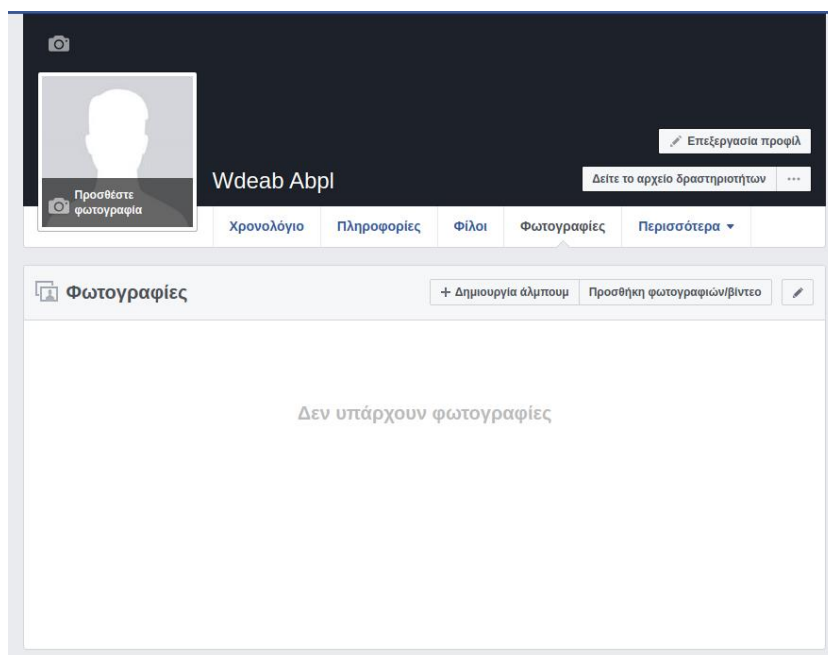 Επεξεργασία προφίλ
Wdeab Abpl
Δείτε το αρχείο δραστηριοτήτων
Προσθέστε
φωτογραφία
Χρονολόγιο Πληροφορίες Φίλοι Φωτογραφίες Περισσότερα
Φωτογραφίες
+ Δημιουργία άλμπουμ Προσθήκη φωτογραφιών/βίντεο
Δεν υπάρχουν φωτογραφίες